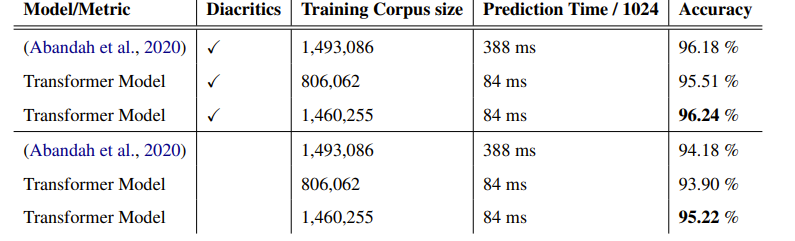 Model/Metric Diacritics Training Corpus size Prediction Time / 1024 Accuracy
(Abandah et al., 2020) ✓ 1,493,086 388 ms 96.18 %
Transformer Model ✓ 806,062 84 ms 95.51 %
Transformer Model ✓ 1,460,255 84 ms 96.24 %
(Abandah et al., 2020) 1,493,086 388 ms 94.18 %
Transformer Model 806,062 84 ms 93.90 %
Transformer Model 1,460,255 84 ms 95.22 %